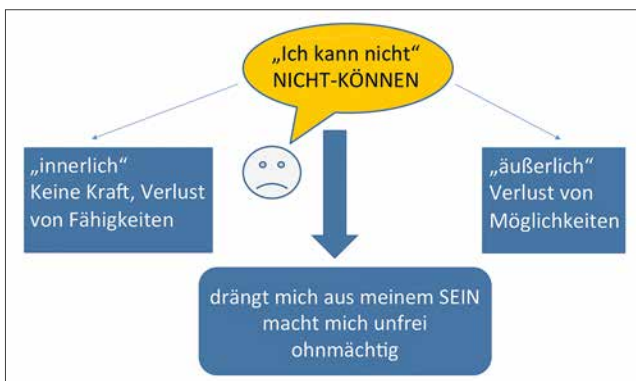 „Ich kann nicht“
NICHT-KÖNNEN
„innerlich“
Keine Kraft, Verlust
von Fähigkeiten
„äußerlich“
Verlust von
Möglichkeiten
drängt mich aus meinem SEIN
macht mich unfrei
ohnmächtig